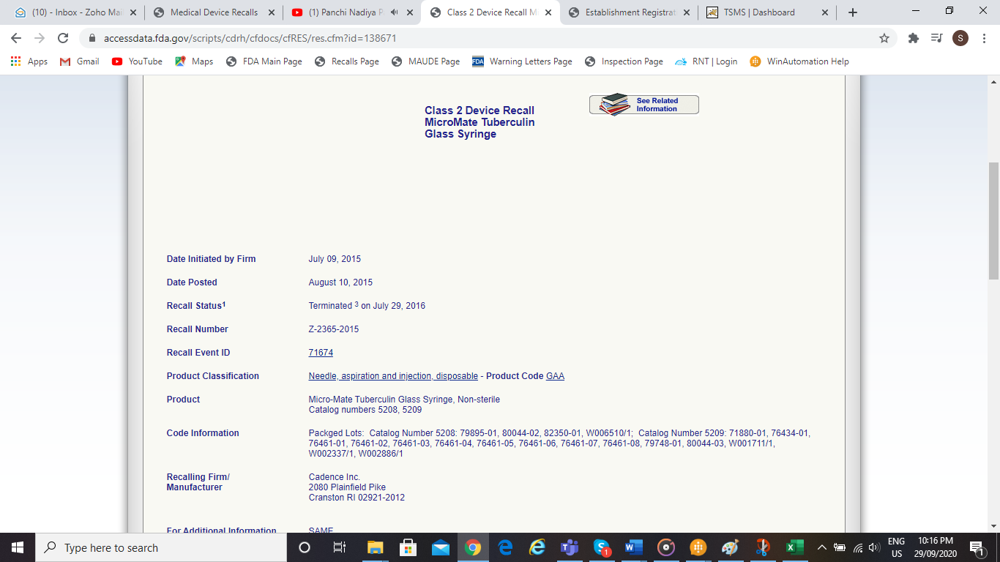 (10) - Inbox - Zoho Mai
Medical Device Recalls
(1) Panchi Nadiya P
Class 2 Device Recall M
Establishment Registrat
TSMS | Dashboard
accessdata.fda.gov/scripts/cdrh/cfdocs/cfRES/res.cfm?id=138671
S
Apps
Gmail
YouTube
Maps
FDA Main Page
Recalls Page
MAUDE Page
FDA
Warning Letters Page
Inspection Page
RNT | Login
WinAutomation Help
Class 2 Device Recall
MicroMate Tuberculin
Glass Syringe
See Related
Information
Date Initiated by Firm July 09, 2015
Date Posted August 10, 2015
Recall Status1 Terminated 3 on July 29, 2016
Recall Number Z-2365-2015
Recall Event ID 71674
Product Classification Needle, aspiration and injection, disposable - Product Code GAA
Product Micro-Mate Tuberculin Glass Syringe, Non-sterile
Catalog numbers 5208, 5209
Code Information Packged Lots: Catalog Number 5208: 79895-01, 80044-02, 82350-01, W006510/1; Catalog Number 5209: 71880-01, 76434-01,
76461-01, 76461-02, 76461-03, 76461-04, 76461-05, 76461-06, 76461-07, 76461-08, 79748-01, 80044-03, W001711/1,
W002337/1, W002886/1
Recalling Firm/ Cadence Inc.
Manufacturer 2080 Plainfield Pike
Cranston RI 02921-2012
For Additional Information SAME
Type here to search
1
ENG
US
10:16 PM
29/09/2020
1